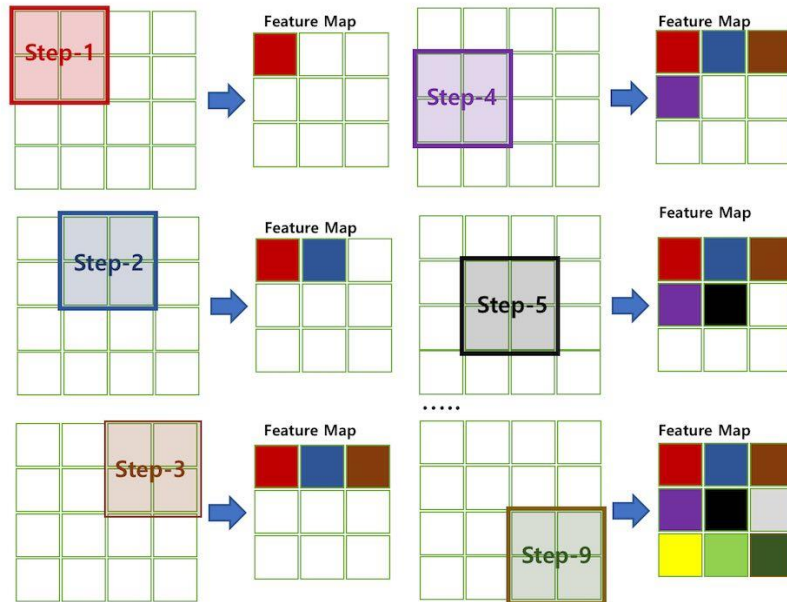 Feature Map
Step-1
Feature Map
Step-2
Feature Map
Step-3
Feature Map
Step-4
Feature Map
Step-5
.....
Feature Map
Step-9